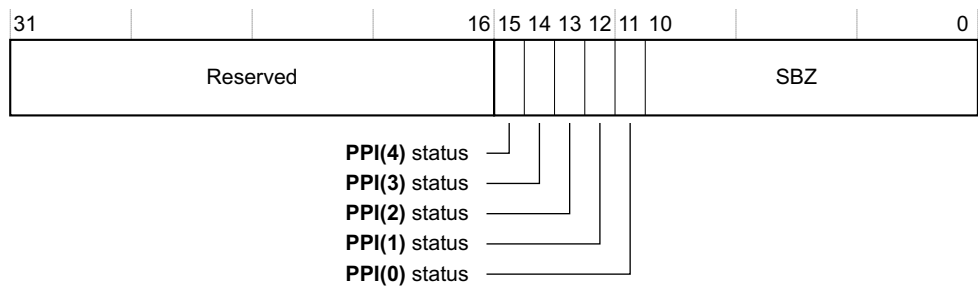 31 16 15 14 13 12 11 10 0
Reserved SBZ
PPI(4) status
PPI(3) status
PPI(2) status
PPI(1) status
PPI(0) status